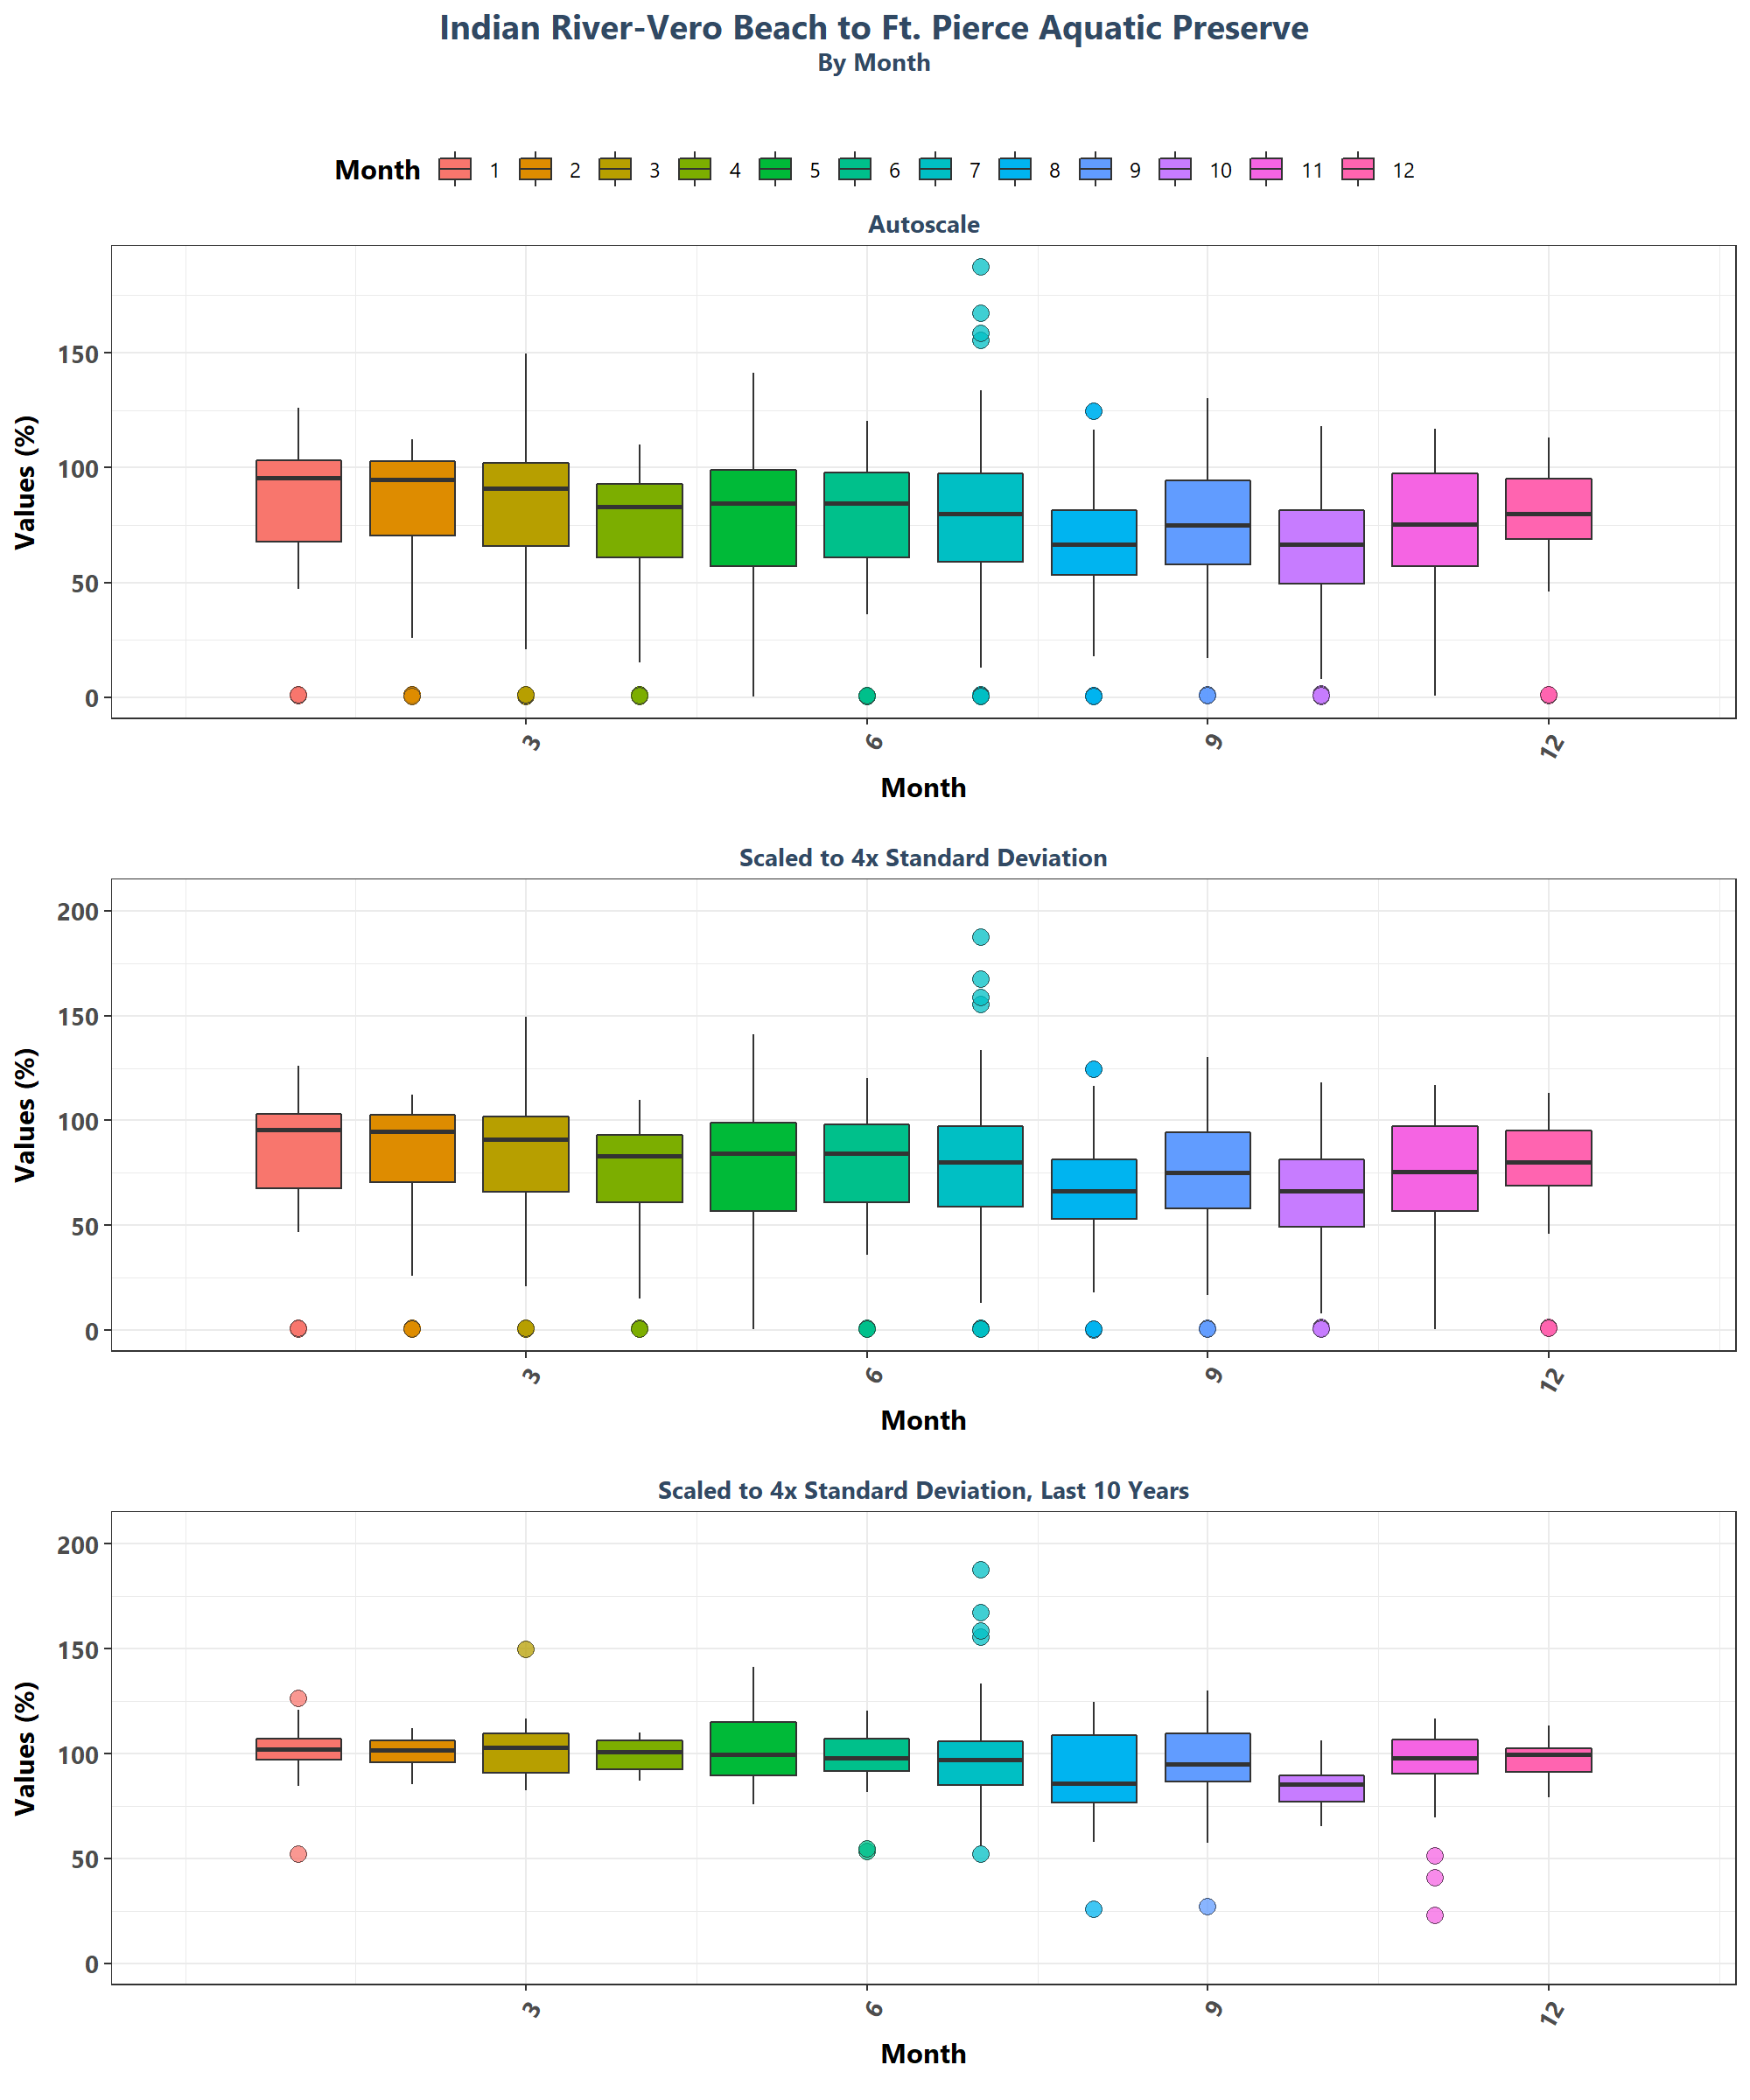 Indian River-Vero Beach to Ft. Pierce Aquatic Preserve
By Month
Month 1 2 3 4 5 6 7 8 9 10 11 12
Autoscale
Values (%)
150
100
50
0
3 6 9 12
Month
Scaled to 4x Standard Deviation
Values (%)
200
150
100
50
0
3 6 9 12
Month
Scaled to 4x Standard Deviation, Last 10 Years
Values (%)
200
150
100
50
0
3 6 9 12
Month